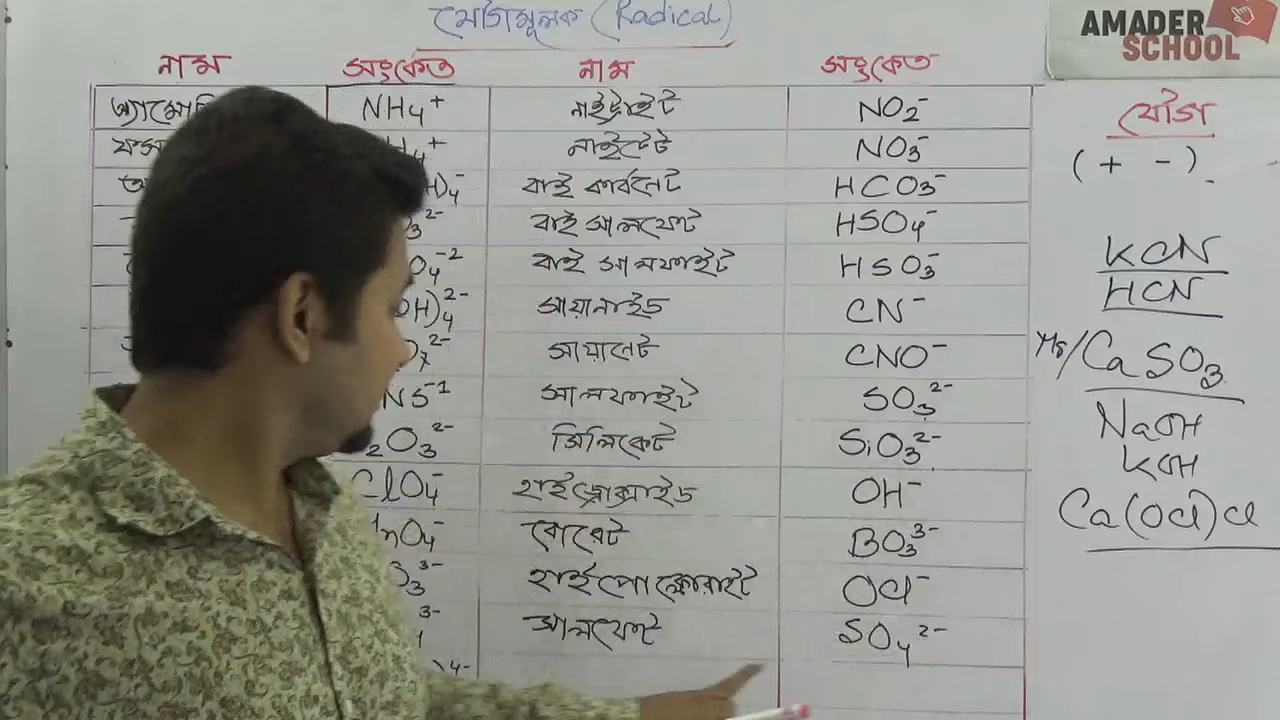 যৌগমূলক (Radical)
AMADER SCHOOL
নাম সংকেত নাম সংকেত
NH₄⁺ নাইট্রাইট NO₂⁻
নাইটেট NO₃⁻
বাই কার্বনেট HCO₃⁻
বাই সালফেট HSO₄⁻
বাই সালফাইট HSO₃⁻
সায়ানাইড CN⁻
সায়ানেট CNO⁻
সালফাইট SO₃²⁻
সিলিকেট SiO₃²⁻
ClO₄⁻ হাইড্রোক্সাইড OH⁻
বোরেট BO₃³⁻
হাইপো ক্লোরাইট OCl⁻
সালফেট SO₄²⁻
যৌগ
(+ -)
KCN
HCN
Mg/CaSO₃
NaOH
KOH
Ca(OCl)Cl